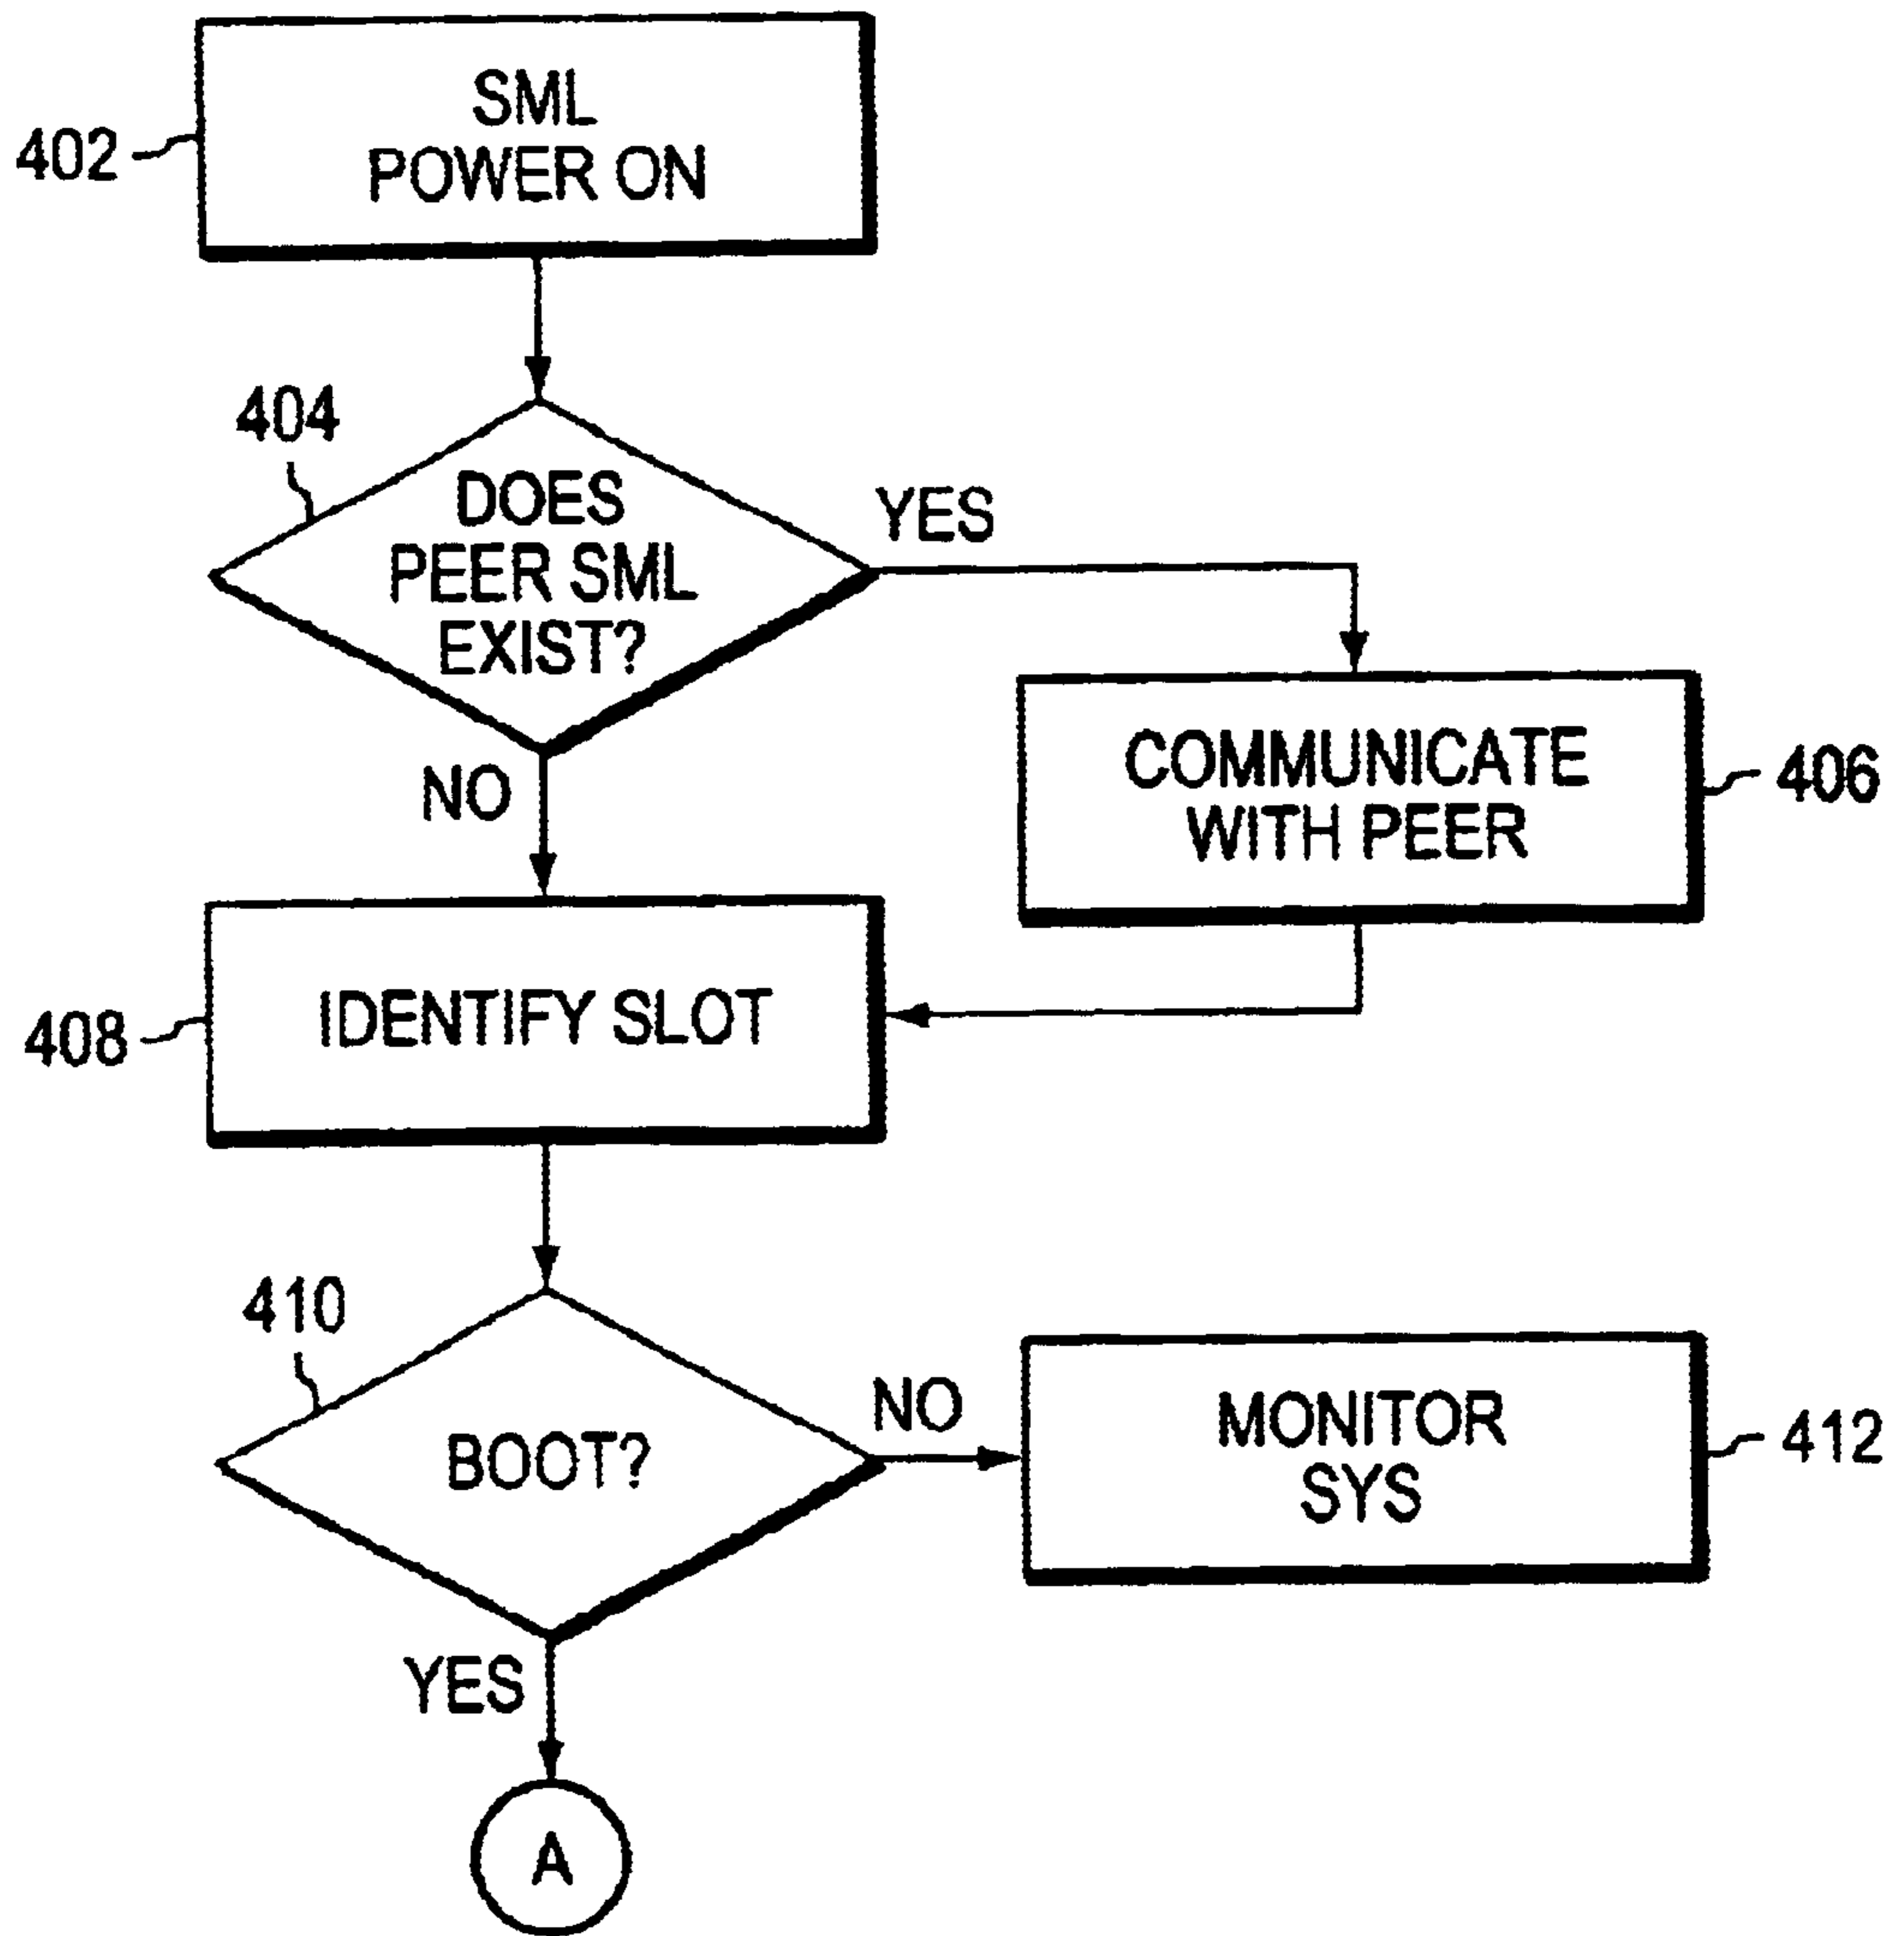 SML
POWER ON
402
404
DOES
PEER SML
EXIST?
YES
NO
COMMUNICATE
WITH PEER
406
IDENTIFY SLOT
408
410
BOOT?
NO
MONITOR
SYS
412
YES
A